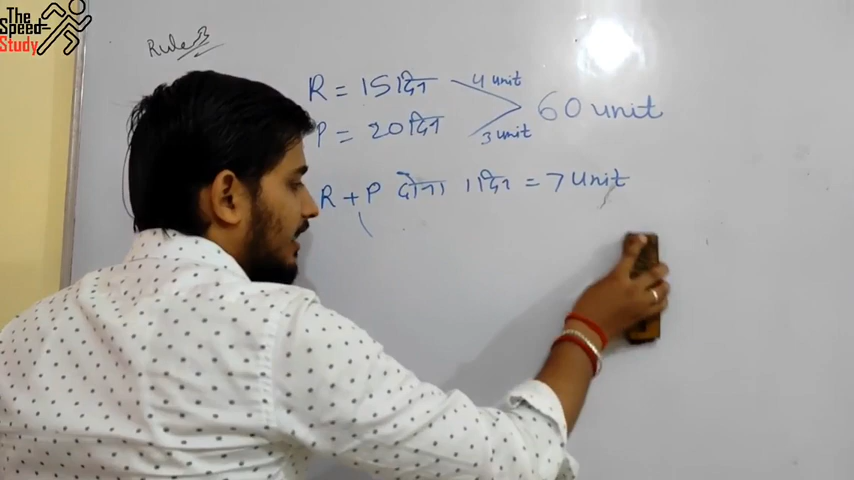 The
Speed
Study
Rule 3
R = 15 दिन 4 unit
P = 20 दिन 3 unit 60 unit
R + P दोनो 1 दिन = 7 unit